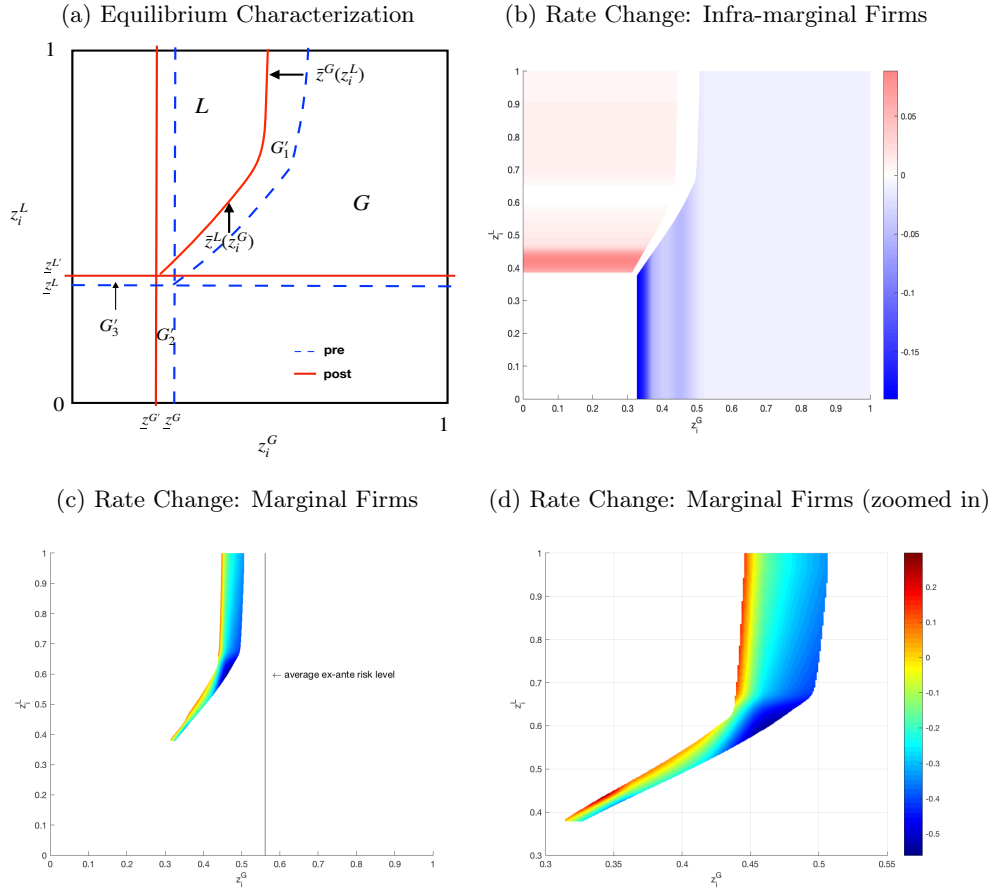 (a) Equilibrium Characterization
1
z̄^G(z_i^L)
L
G'_1
z_i^L
G
z̄^L(z_i^G)
z̲^L'
z̲^L
G'_3
G'_2
pre
post
0
z̲^G' z̲^G
1
z_i^G
(b) Rate Change: Infra-marginal Firms
1
0.9
0.8
0.7
0.6
0.5
0.4
0.3
0.2
0.1
0
z_i^L
0 0.1 0.2 0.3 0.4 0.5 0.6 0.7 0.8 0.9 1
z_i^G
0.05
0
-0.05
-0.1
-0.15
(c) Rate Change: Marginal Firms
1
0.9
0.8
0.7
0.6
0.5
0.4
0.3
0.2
0.1
0
z_i^L
← average ex-ante risk level
0 0.1 0.2 0.3 0.4 0.5 0.6 0.7 0.8 0.9 1
z_i^G
(d) Rate Change: Marginal Firms (zoomed in)
1
0.9
0.8
0.7
0.6
0.5
0.4
0.3
z_i^L
0.3 0.35 0.4 0.45 0.5 0.55
z_i^G
0.2
0.1
0
-0.1
-0.2
-0.3
-0.4
-0.5